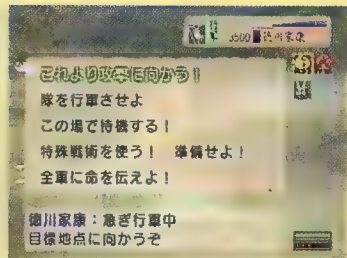 3500 徳川家康
これより攻撃に向かう！
隊を行軍させよ
この場で待機する！
特殊戦術を使う！ 準備せよ！
全軍に命を伝えよ！
徳川家康：急ぎ行軍中
目標地点に向かうぞ